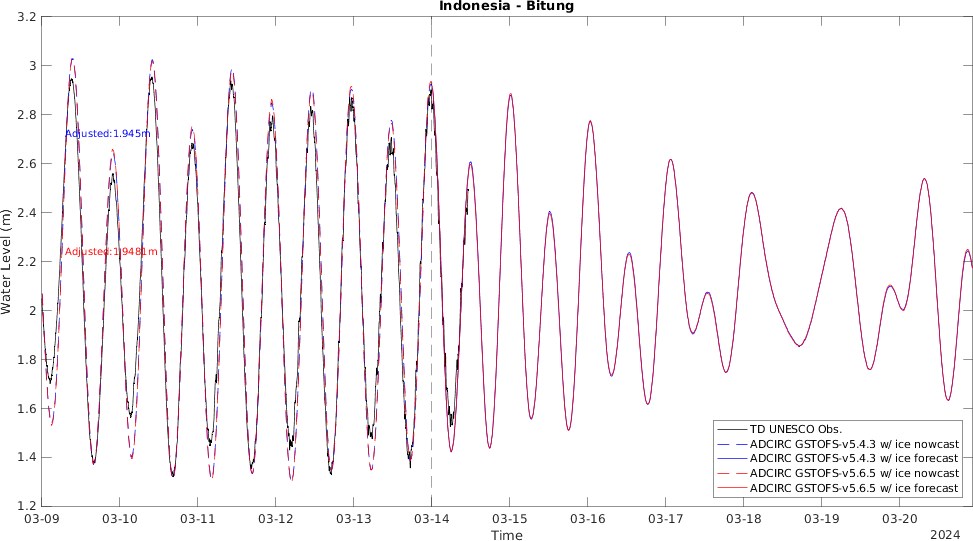 Indonesia - Bitung
3.2
3
2.8
2.6
2.4
2.2
2
1.8
1.6
1.4
1.2
Water Level (m)
Adjusted:1.945m
Adjusted:1.9481m
TD UNESCO Obs.
ADCIRC GSTOFS-v5.4.3 w/ ice nowcast
ADCIRC GSTOFS-v5.4.3 w/ ice forecast
ADCIRC GSTOFS-v5.6.5 w/ ice nowcast
ADCIRC GSTOFS-v5.6.5 w/ ice forecast
03-09 03-10 03-11 03-12 03-13 03-14 03-15 03-16 03-17 03-18 03-19 03-20
Time
2024